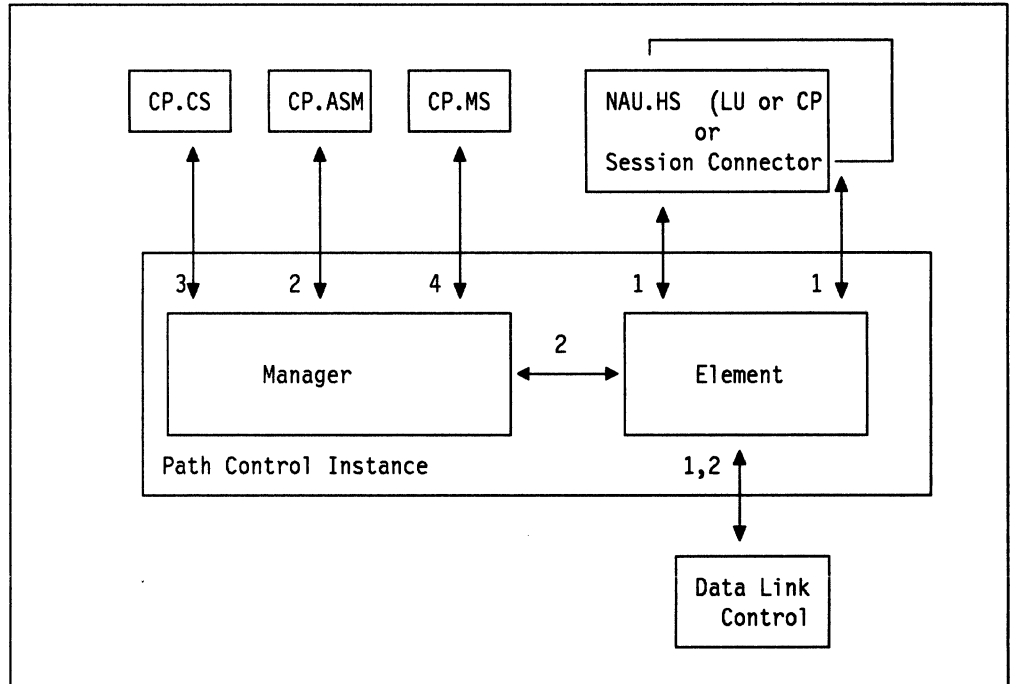 CP.CS
CP.ASM
CP.MS
NAU.HS (LU or CP
or
Session Connector
3
2
4
1
1
Manager
2
Element
Path Control Instance
1,2
Data Link
Control